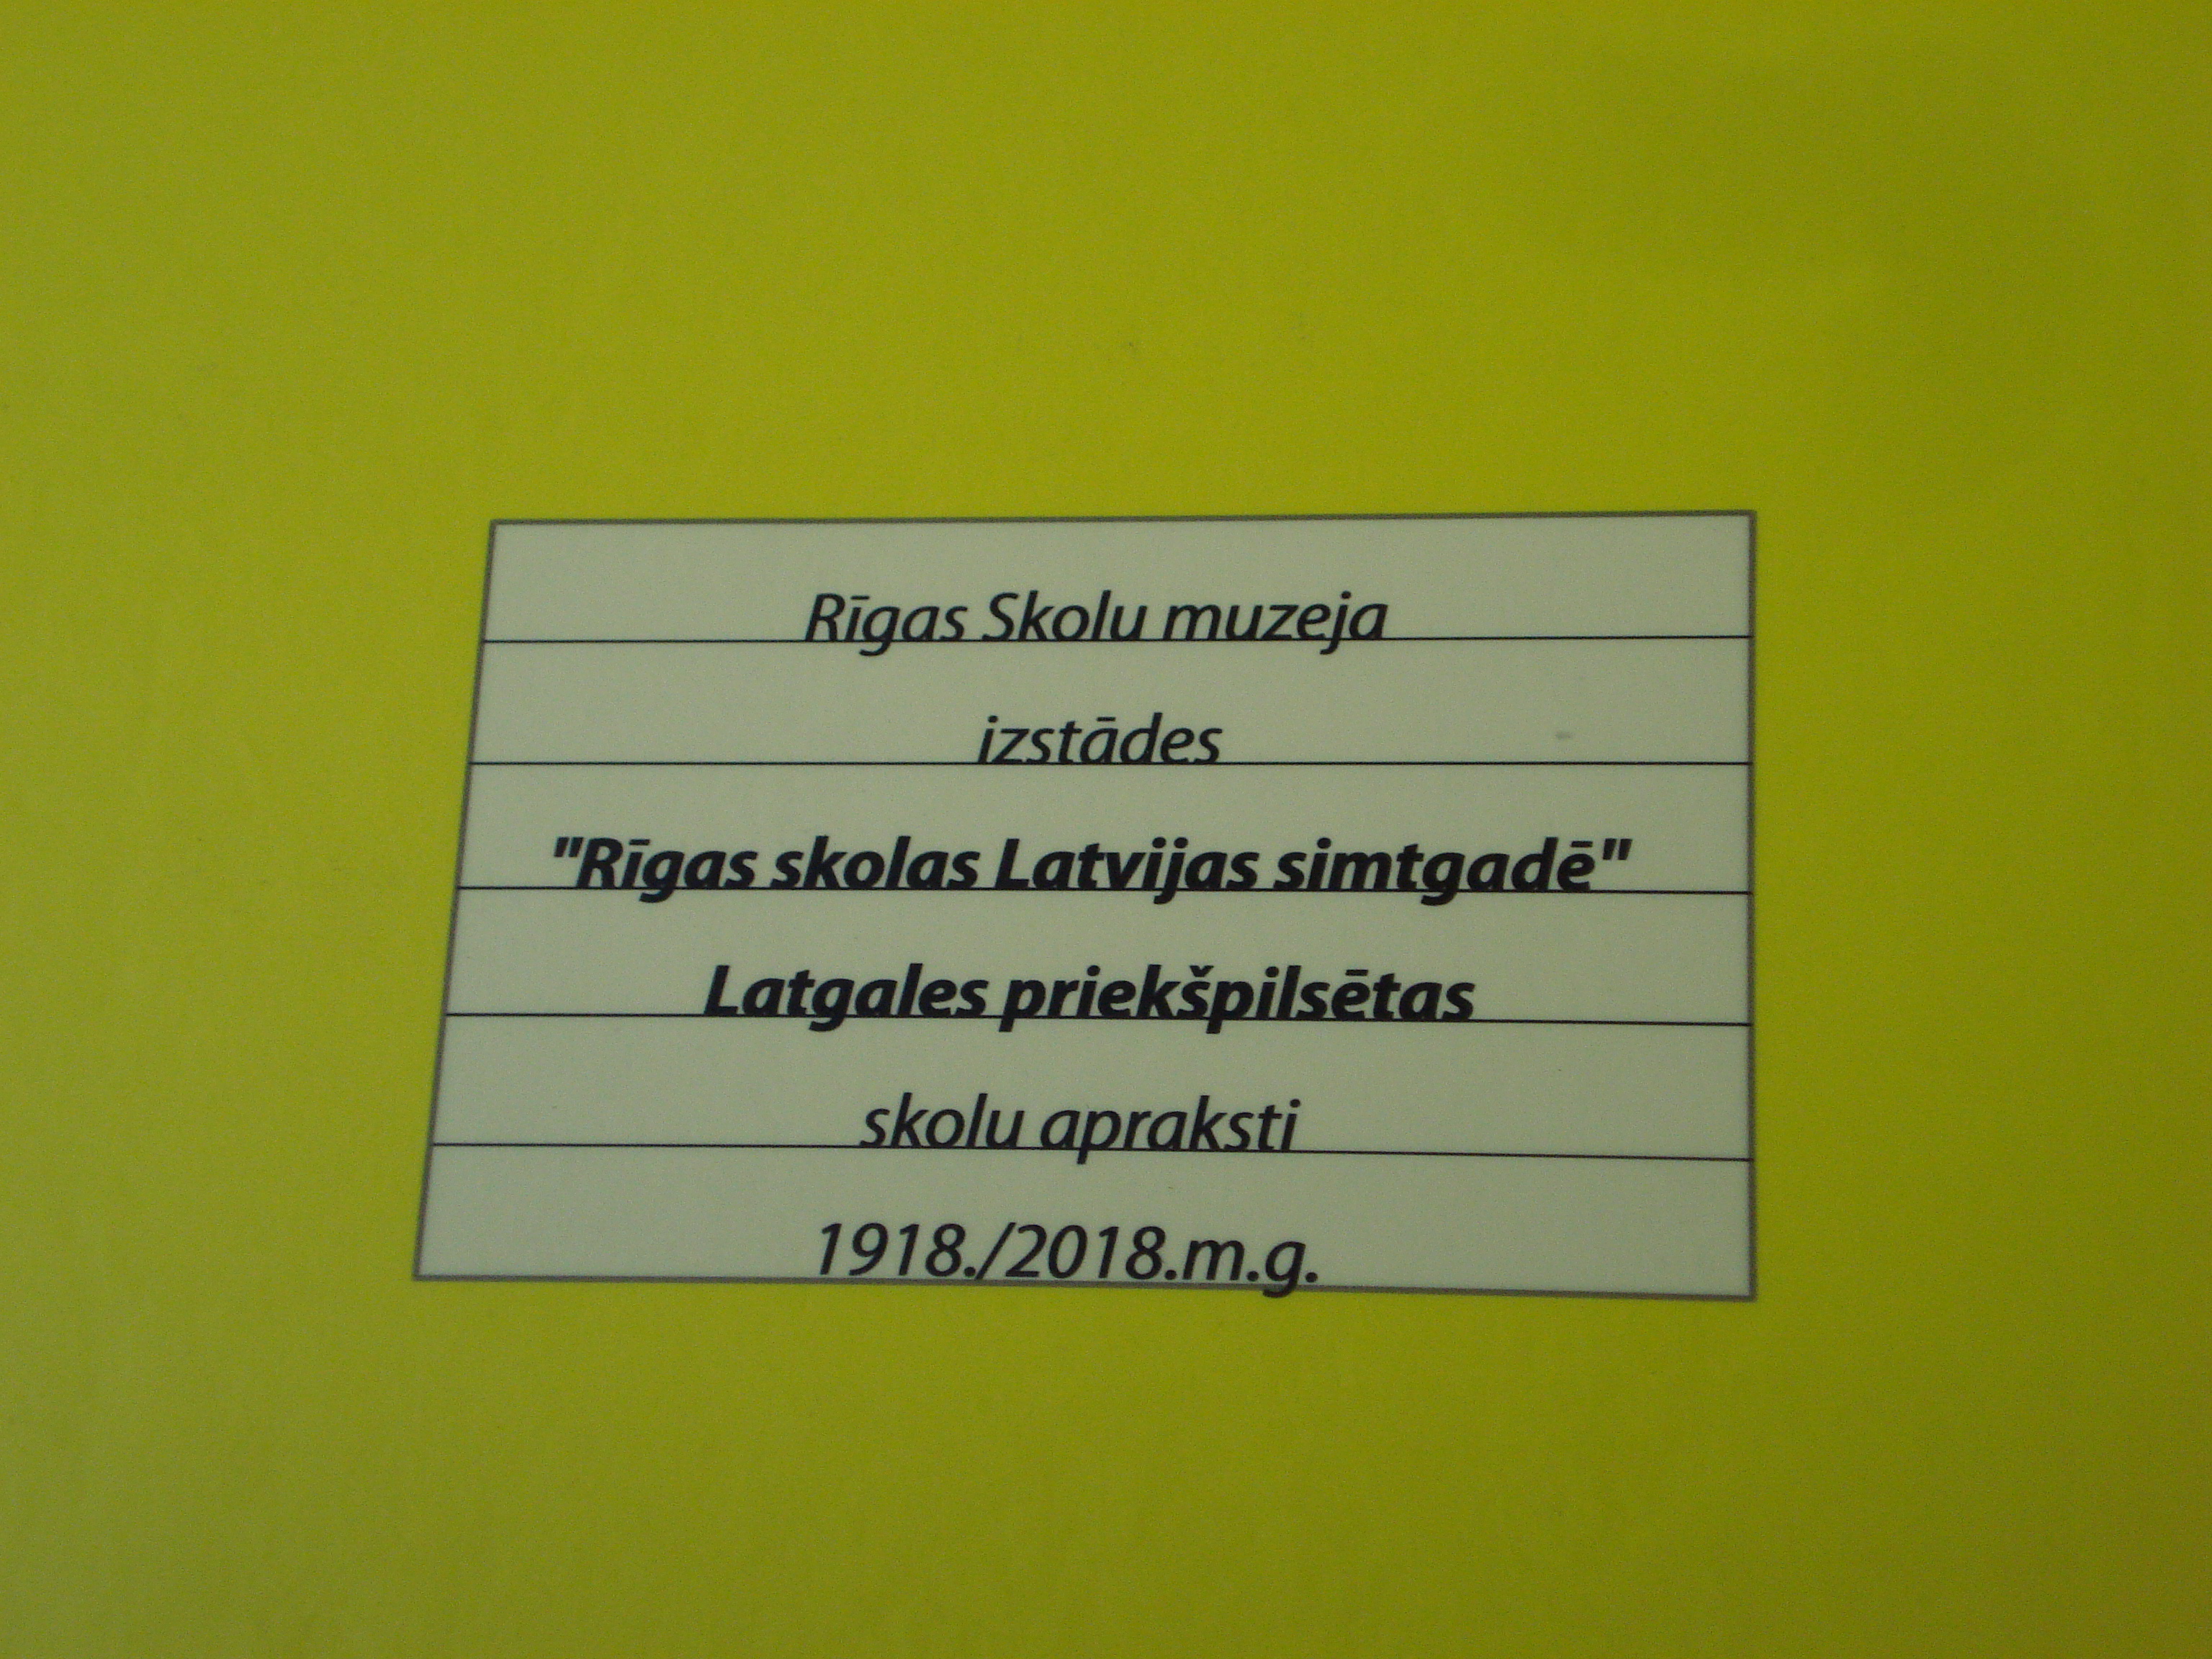 Rīgas Skolu muzeja
izstādes
"Rīgas skolas Latvijas simtgadē"
Latgales priekšpilsētas
skolu apraksti
1918./2018.m.g.